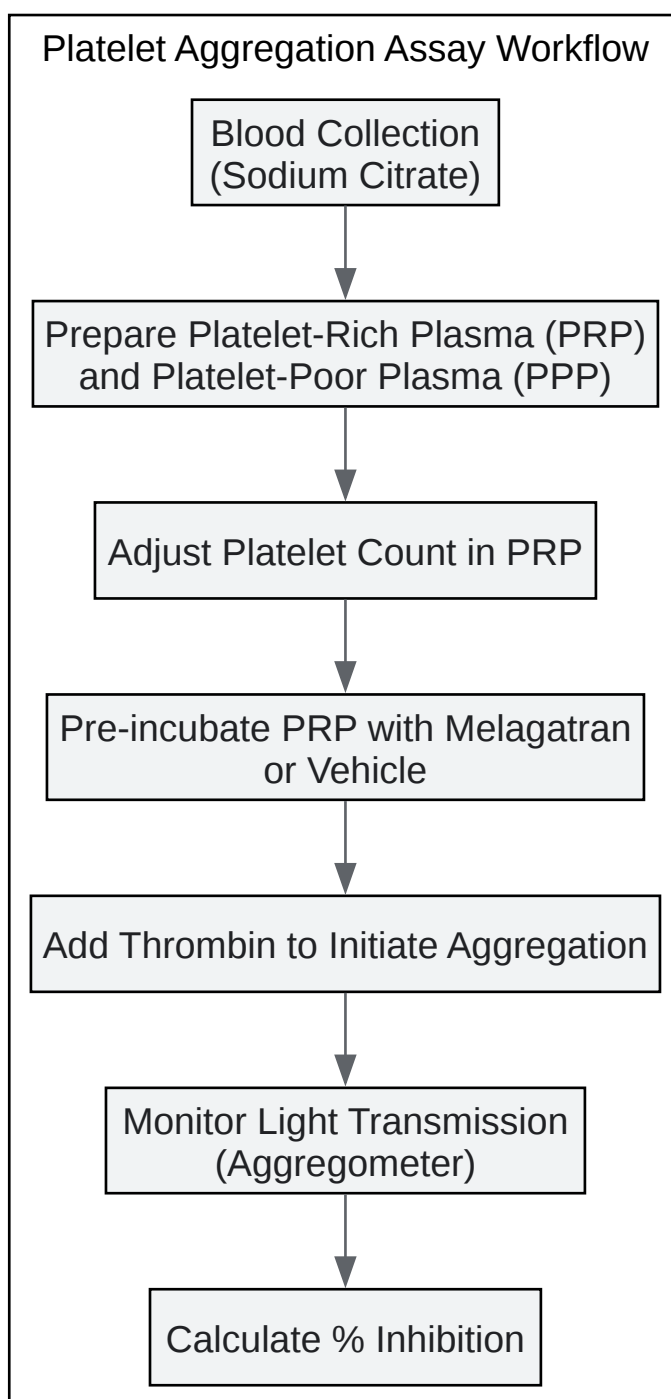 Platelet Aggregation Assay Workflow
Blood Collection
(Sodium Citrate)
Prepare Platelet-Rich Plasma (PRP)
and Platelet-Poor Plasma (PPP)
Adjust Platelet Count in PRP
Pre-incubate PRP with Melagatran
or Vehicle
Add Thrombin to Initiate Aggregation
Monitor Light Transmission
(Aggregometer)
Calculate % Inhibition